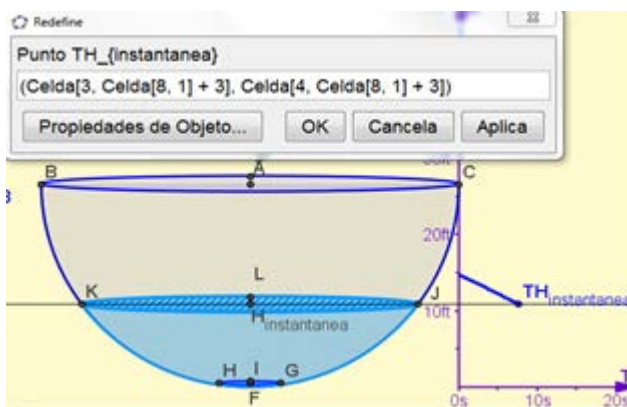 Redefine
Punto TH_{instantanea}
(Celda[3, Celda[8, 1] + 3], Celda[4, Celda[8, 1] + 3])
Propiedades de Objeto... OK Cancela Aplica
B A C
20ft
K L J
TH instantanea
H instantanea
10ft
H I G
F
0s 10s 20s
T